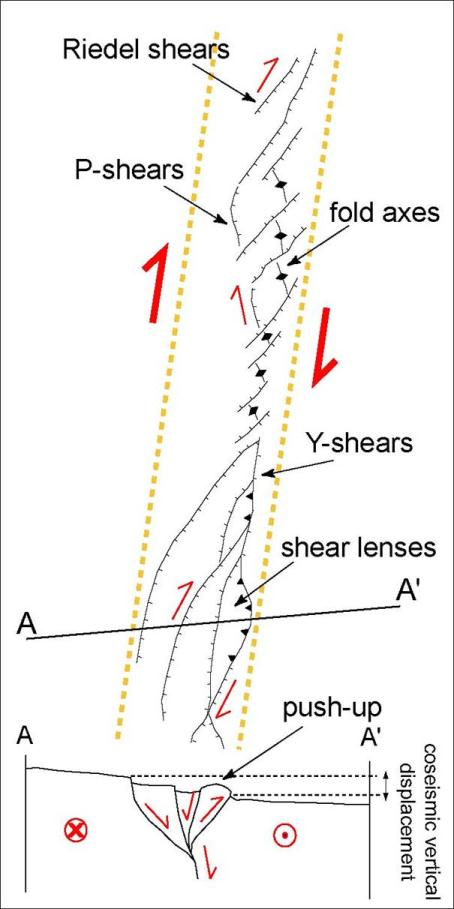 Riedel shears
P-shears
fold axes
Y-shears
shear lenses
A
A'
push-up
A
A'
coseismic vertical
displacement